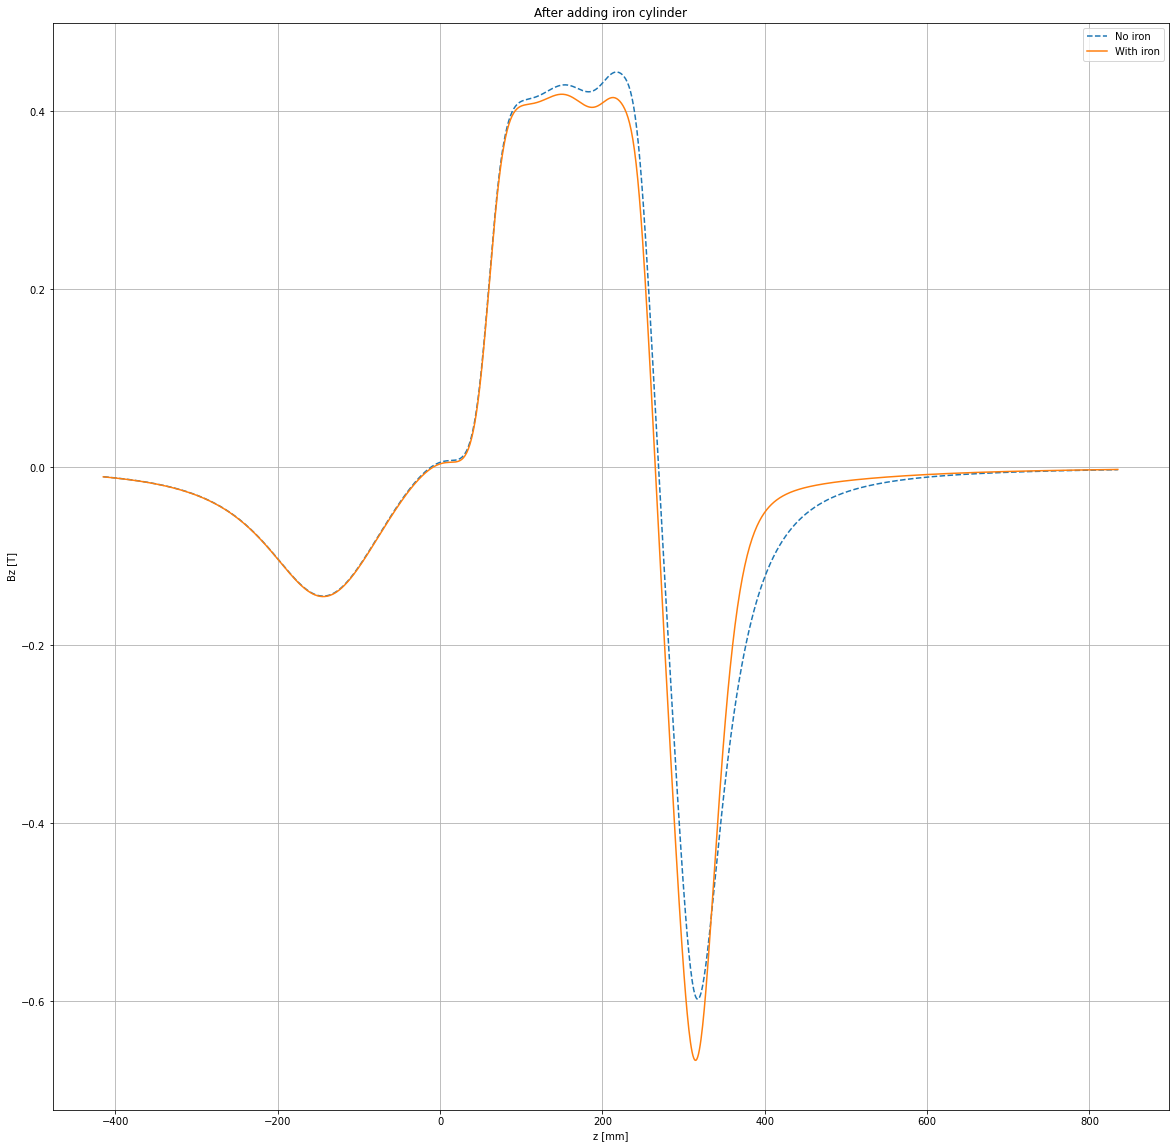 After adding iron cylinder
No iron
With iron
0.4
0.2
0.0
−0.2
−0.4
−0.6
Bz [T]
−400 −200 0 200 400 600 800
z [mm]